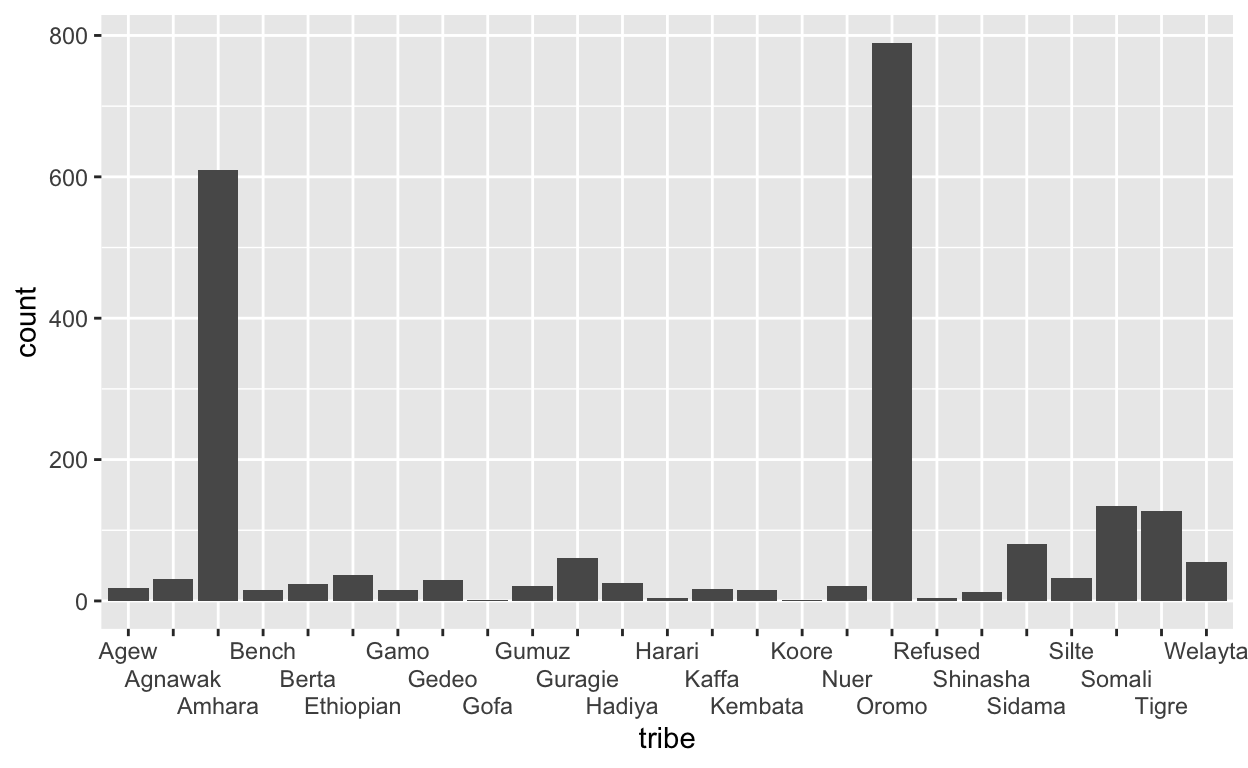 800
600
400
200
0
count
Agew Bench Gamo Gumuz Harari Koore Refused Silte Welayta
Agnawak Berta Gedeo Guragie Kaffa Nuer Shinasha Somali
Amhara Ethiopian Gofa Hadiya Kembata Oromo Sidama Tigre
tribe